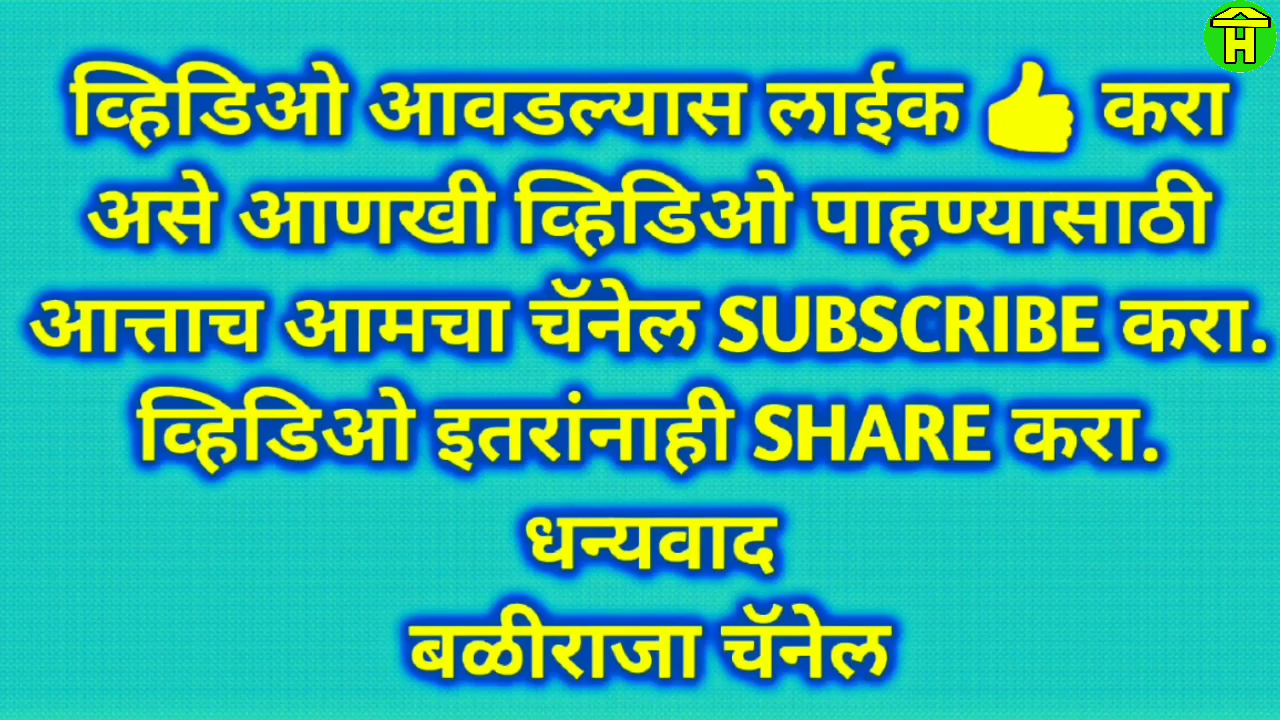 H
व्हिडिओ आवडल्यास लाईक 👍 करा
असे आणखी व्हिडिओ पाहण्यासाठी
आत्ताच आमचा चॅनेल SUBSCRIBE करा.
व्हिडिओ इतरांनाही SHARE करा.
धन्यवाद
बळीराजा चॅनेल